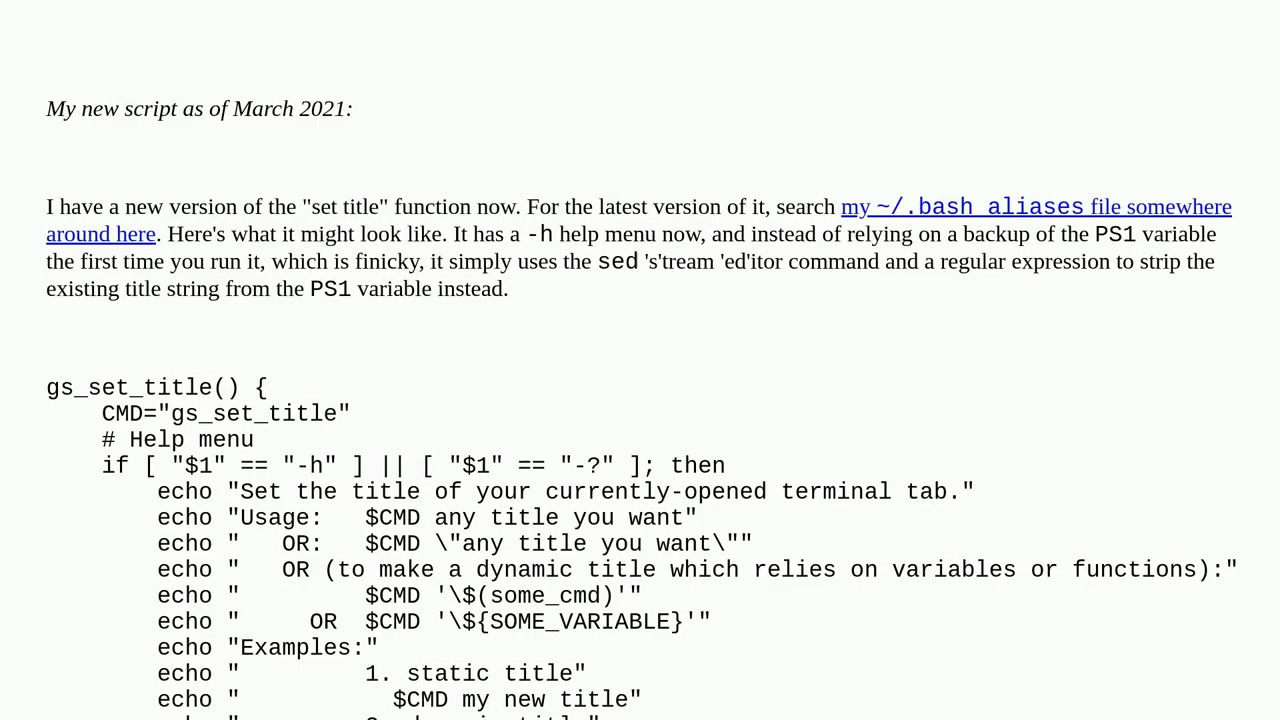 My new script as of March 2021:
I have a new version of the "set title" function now. For the latest version of it, search my ~/.bash_aliases file somewhere
around here. Here's what it might look like. It has a -h help menu now, and instead of relying on a backup of the PS1 variable
the first time you run it, which is finicky, it simply uses the sed 's'tream 'ed'itor command and a regular expression to strip the
existing title string from the PS1 variable instead.
gs_set_title() {
    CMD="gs_set_title"
    # Help menu
    if [ "$1" == "-h" ] || [ "$1" == "-?" ]; then
        echo "Set the title of your currently-opened terminal tab."
        echo "Usage:   $CMD any title you want"
        echo "   OR:   $CMD \"any title you want\""
        echo "   OR (to make a dynamic title which relies on variables or functions):"
        echo "         $CMD '\$(some_cmd)'"
        echo "     OR  $CMD '\${SOME_VARIABLE}'"
        echo "Examples:"
        echo "         1. static title"
        echo "           $CMD my new title"